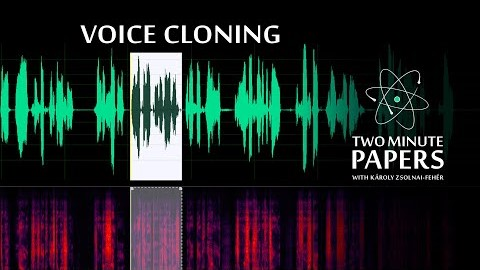 VOICE CLONING
TWO MINUTE
PAPERS
WITH KÁROLY ZSOLNAI-FEHÉR